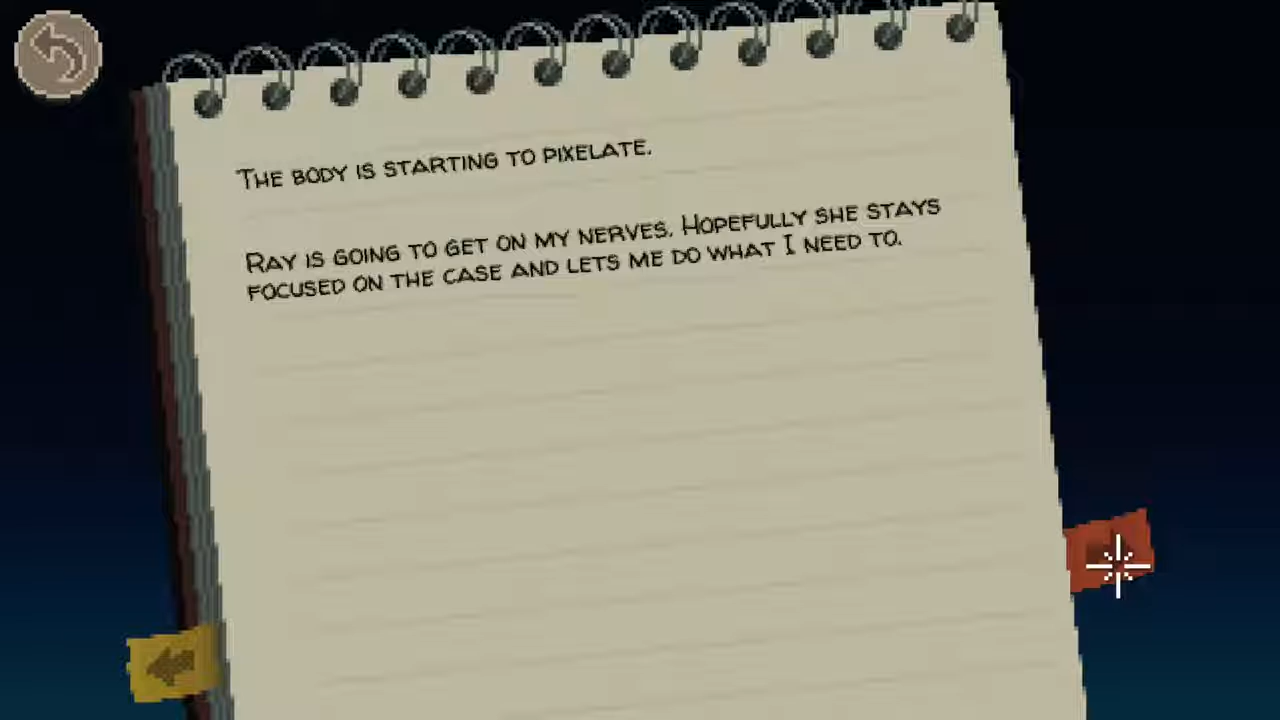 The body is starting to pixelate.
Ray is going to get on my nerves. Hopefully she stays
focused on the case and lets me do what I need to.